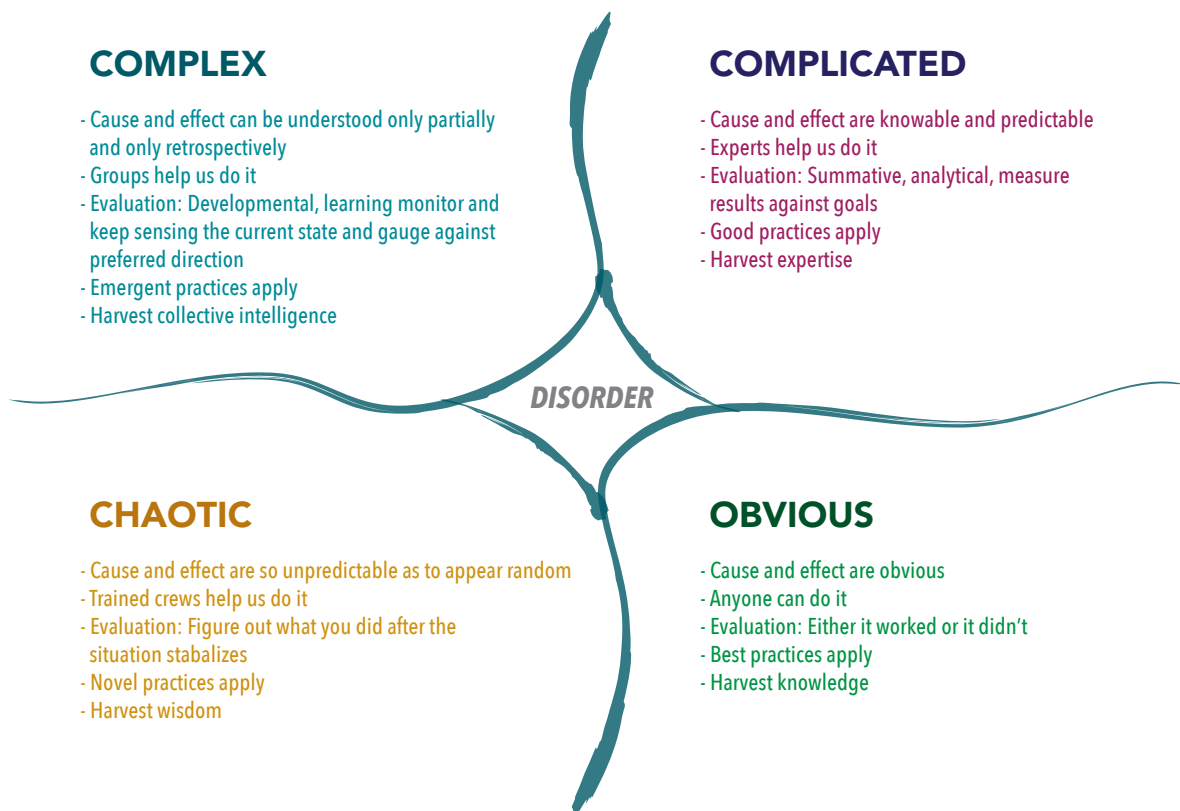 COMPLEX
- Cause and effect can be understood only partially
and only retrospectively
- Groups help us do it
- Evaluation: Developmental, learning monitor and
keep sensing the current state and gauge against
preferred direction
- Emergent practices apply
- Harvest collective intelligence
COMPLICATED
- Cause and effect are knowable and predictable
- Experts help us do it
- Evaluation: Summative, analytical, measure
results against goals
- Good practices apply
- Harvest expertise
DISORDER
CHAOTIC
- Cause and effect are so unpredictable as to appear random
- Trained crews help us do it
- Evaluation: Figure out what you did after the
situation stabalizes
- Novel practices apply
- Harvest wisdom
OBVIOUS
- Cause and effect are obvious
- Anyone can do it
- Evaluation: Either it worked or it didn’t
- Best practices apply
- Harvest knowledge